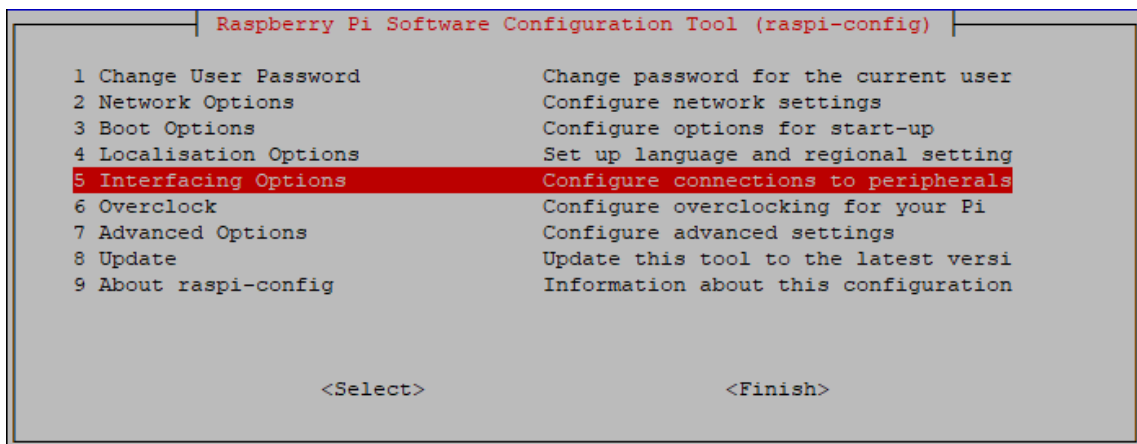 Raspberry Pi Software Configuration Tool (raspi-config)
1 Change User Password Change password for the current user
2 Network Options Configure network settings
3 Boot Options Configure options for start-up
4 Localisation Options Set up language and regional setting
5 Interfacing Options Configure connections to peripherals
6 Overclock Configure overclocking for your Pi
7 Advanced Options Configure advanced settings
8 Update Update this tool to the latest versi
9 About raspi-config Information about this configuration
<Select> <Finish>